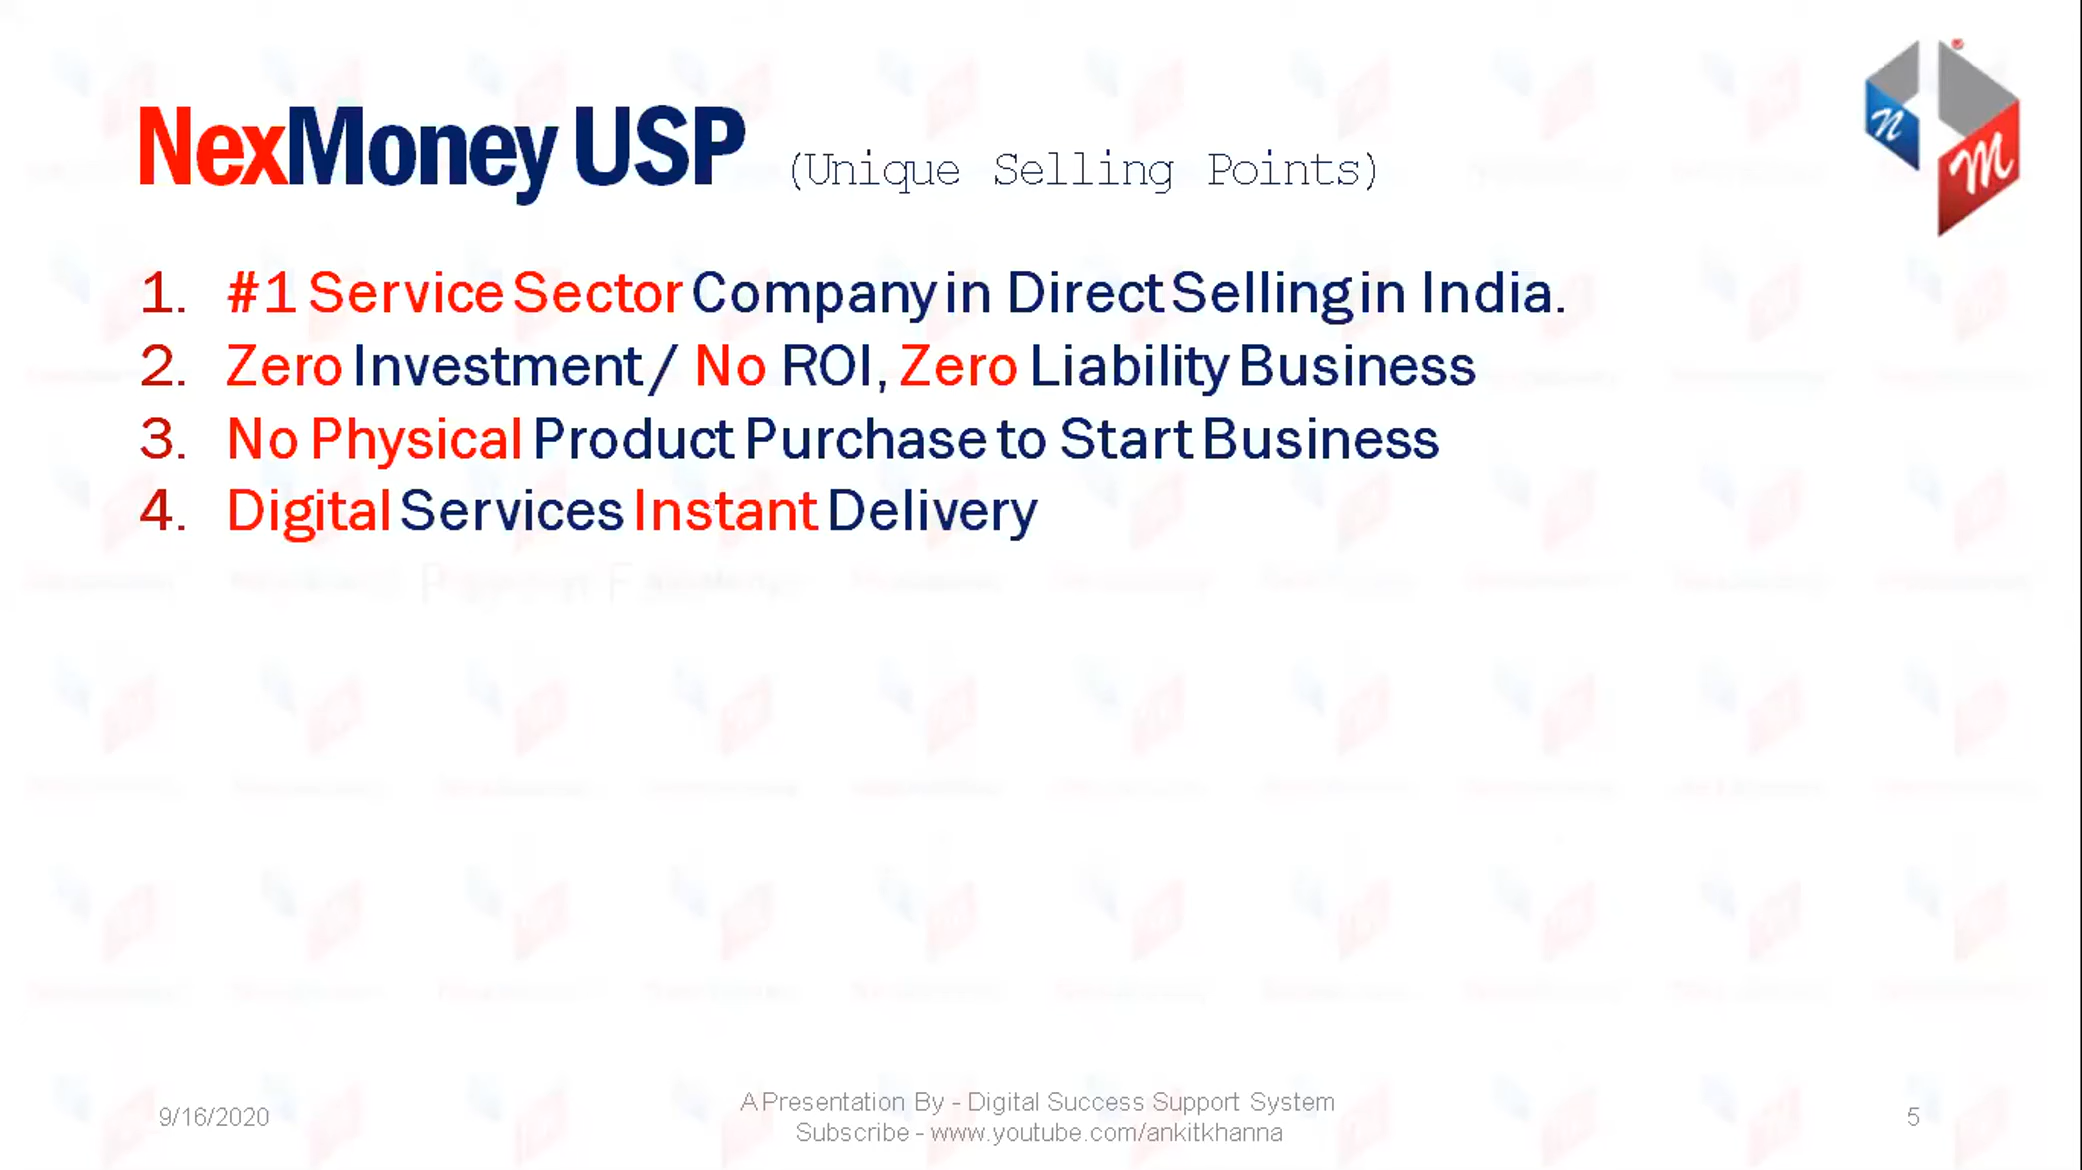 NexMoney USP (Unique Selling Points)
1. #1 Service Sector Company in Direct Selling in India.
2. Zero Investment / No ROI, Zero Liability Business
3. No Physical Product Purchase to Start Business
4. Digital Services Instant Delivery
9/16/2020
A Presentation By - Digital Success Support System
Subscribe - www.youtube.com/ankitkhanna
5